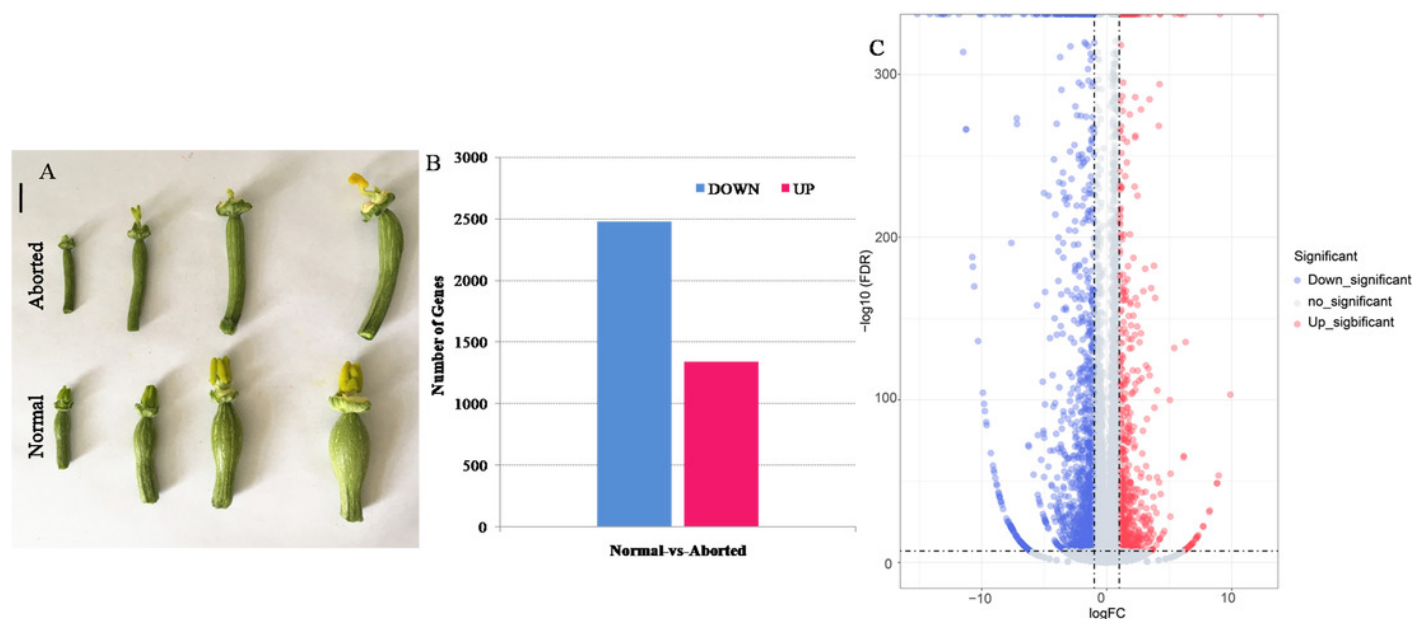 A
Aborted
Normal
B
3000
2500
2000
1500
1000
500
0
Number of Genes
DOWN UP
Normal-vs-Aborted
C
300
200
100
0
-log10 (FDR)
−10 0 10
logFC
Significant
Down_significant
no_significant
Up_sigbificant